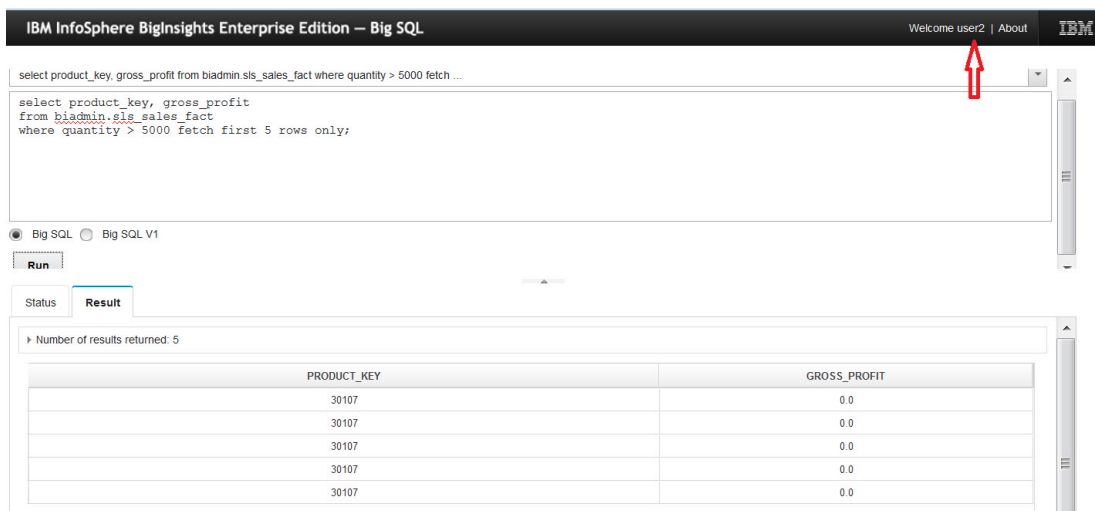 IBM InfoSphere BigInsights Enterprise Edition — Big SQL
Welcome user2 | About
IBM
select product_key, gross_profit from biadmin.sls_sales_fact where quantity > 5000 fetch ...
select product_key, gross_profit
from biadmin.sls_sales_fact
where quantity > 5000 fetch first 5 rows only;
Big SQL Big SQL V1
Run
Status Result
Number of results returned: 5
PRODUCT_KEY GROSS_PROFIT
30107 0.0
30107 0.0
30107 0.0
30107 0.0
30107 0.0